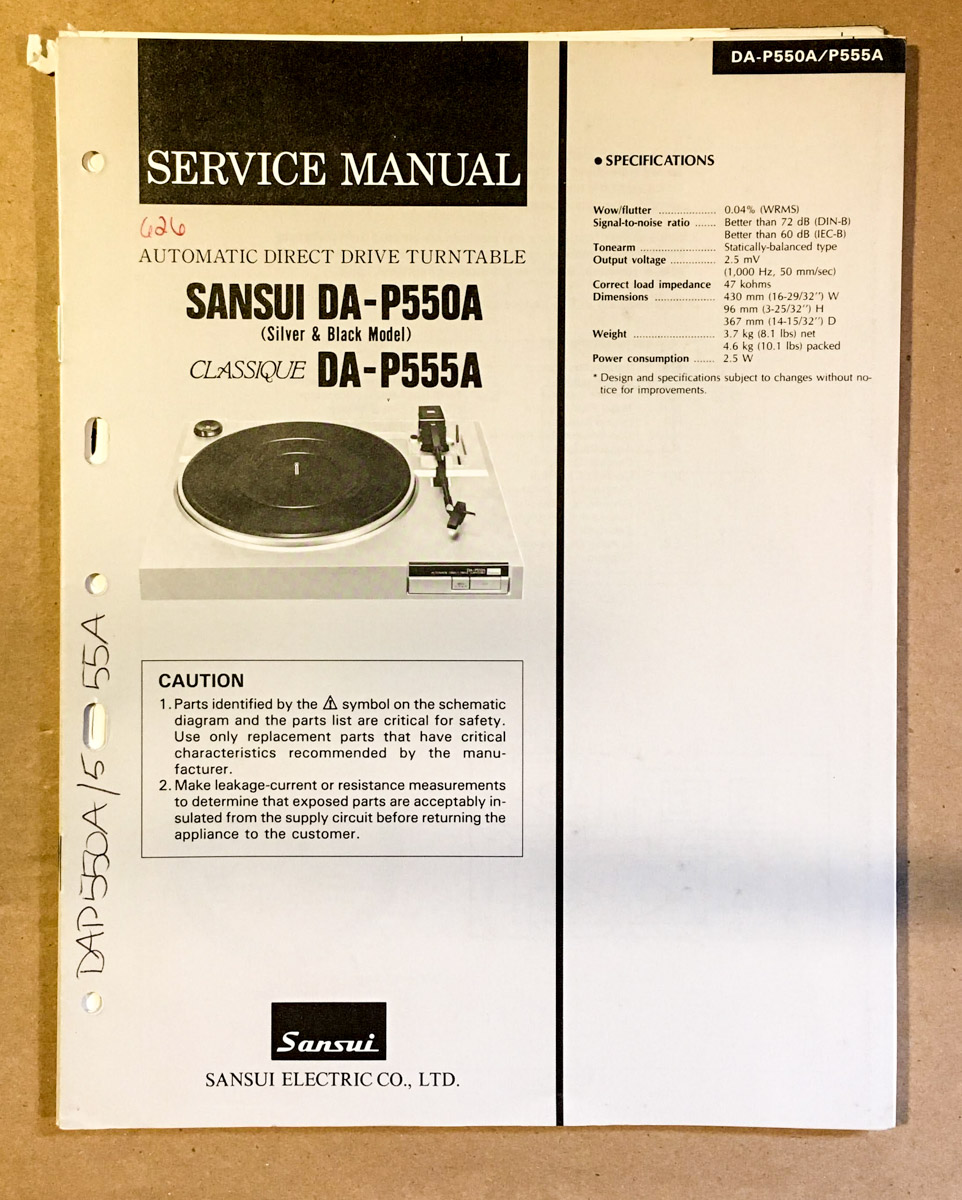 DA-P550A/P555A
SERVICE MANUAL
626
AUTOMATIC DIRECT DRIVE TURNTABLE
SANSUI DA-P550A
(Silver & Black Model)
CLASSIQUE DA-P555A
CAUTION
1. Parts identified by the ⚠ symbol on the schematic
diagram and the parts list are critical for safety.
Use only replacement parts that have critical
characteristics recommended by the manu-
facturer.
2. Make leakage-current or resistance measurements
to determine that exposed parts are acceptably in-
sulated from the supply circuit before returning the
appliance to the customer.
DAP550A/5 55A
Sansui
SANSUI ELECTRIC CO., LTD.
● SPECIFICATIONS
Wow/flutter .................. 0.04% (WRMS)
Signal-to-noise ratio ....... Better than 72 dB (DIN-B)
Better than 60 dB (IEC-B)
Tonearm ........................ Statically-balanced type
Output voltage .............. 2.5 mV
(1,000 Hz, 50 mm/sec)
Correct load impedance 47 kohms
Dimensions ................... 430 mm (16-29/32") W
96 mm (3-25/32") H
367 mm (14-15/32") D
Weight .......................... 3.7 kg (8.1 lbs) net
4.6 kg (10.1 lbs) packed
Power consumption ....... 2.5 W
* Design and specifications subject to changes without no-
tice for improvements.